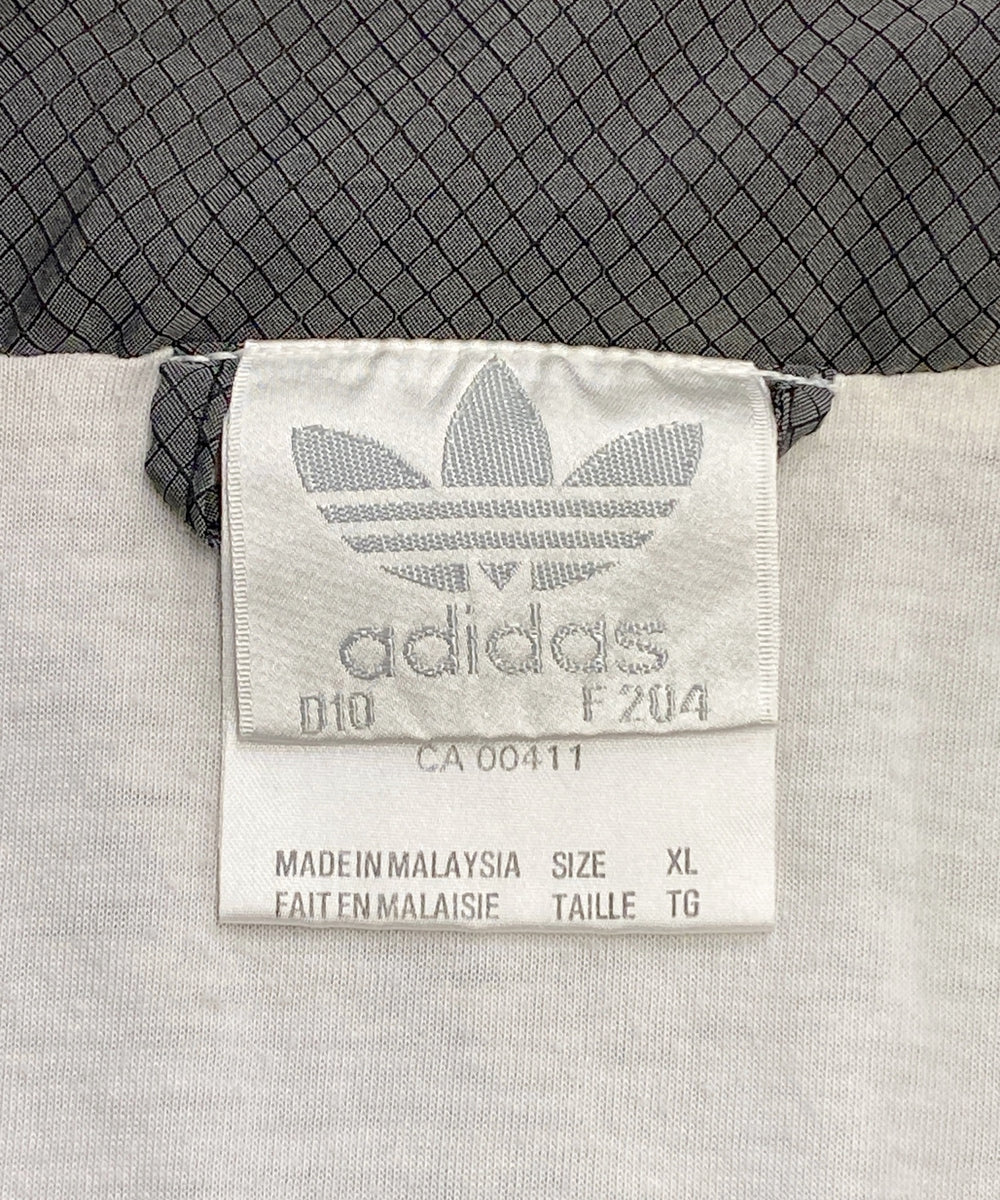 adidas
D10 F 204
CA 00411
MADE IN MALAYSIA SIZE XL
FAIT EN MALAISIE TAILLE TG